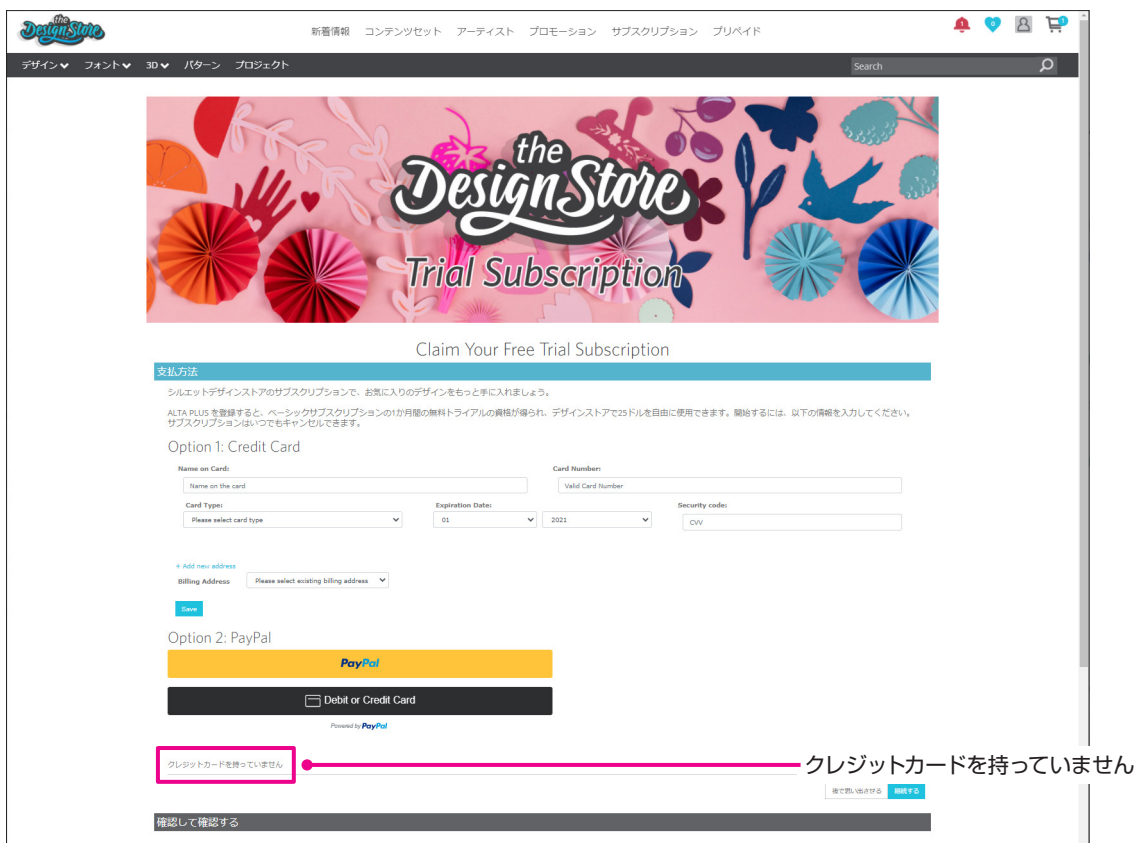 the
Design Store
新着情報 コンテンツセット アーティスト プロモーション サブスクリプション プリペイド
1 0 1
デザイン フォント 3D パターン プロジェクト Search
the
Design Store
Trial Subscription
Claim Your Free Trial Subscription
支払方法
シルエットデザインストアのサブスクリプションで、お気に入りのデザインをもっと手に入れましょう。
ALTA PLUS を登録すると、ベーシックサブスクリプションの1か月間の無料トライアルの資格が得られ、デザインストアで25ドルを自由に使用できます。開始するには、以下の情報を入力してください。
サブスクリプションはいつでもキャンセルできます。
Option 1: Credit Card
Name on Card: Card Number:
Name on the card Valid Card Number
Card Type: Expiration Date: Security code:
Please select card type 01 2021 CVV
+ Add new address
Billing Address Please select existing billing address
Save
Option 2: PayPal
PayPal
Debit or Credit Card
Powered by PayPal
クレジットカードを持っていません クレジットカードを持っていません
後で思い出させる 継続する
確認して確認する